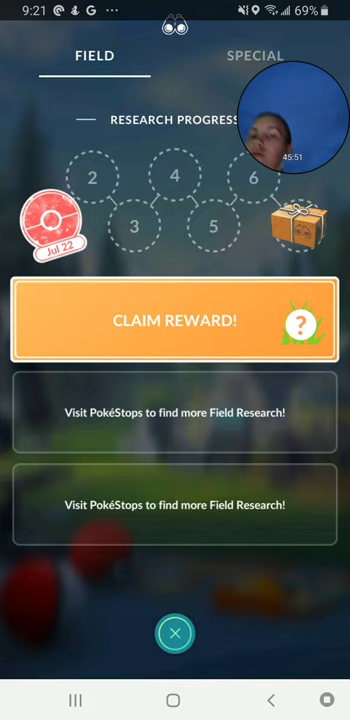 9:21 G ... 69%
FIELD SPECIAL
RESEARCH PROGRESS
45:51
2 4 6
3 5
Jul 22
CLAIM REWARD! ?
Visit PokéStops to find more Field Research!
Visit PokéStops to find more Field Research!